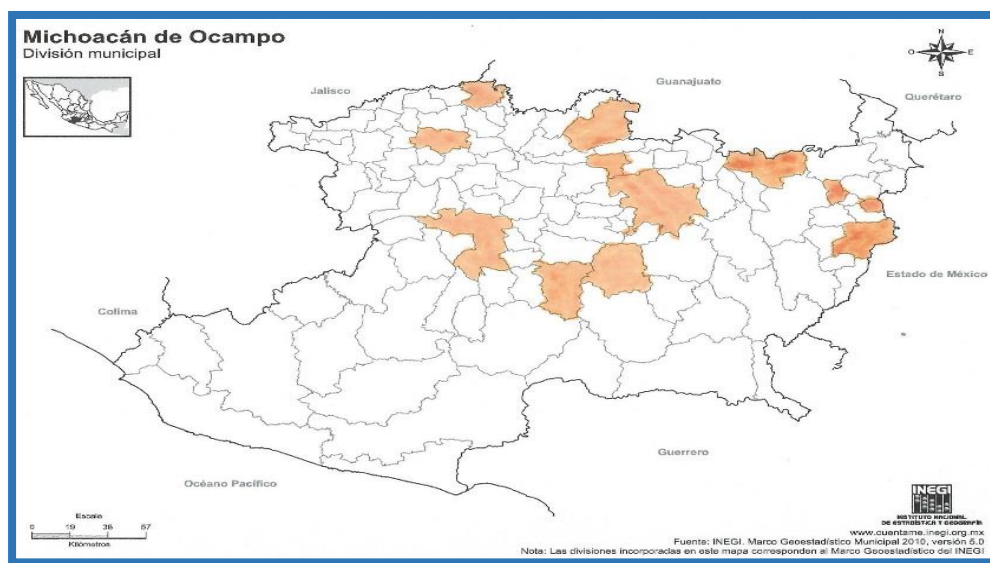 Michoacán de Ocampo
División municipal
N
O E
S
Jalisco
Guanajuato
Querétaro
Estado de México
Colima
Guerrero
Océano Pacífico
Escala
0 19 38 57
Kilómetros
INEGI
INSTITUTO NACIONAL
DE ESTADÍSTICA Y GEOGRAFÍA
www.cuentame.inegi.org.mx
Fuente: INEGI. Marco Geoestadístico Municipal 2010, versión 5.0
Nota: Las divisiones incorporadas en este mapa corresponden al Marco Geoestadístico del INEGI